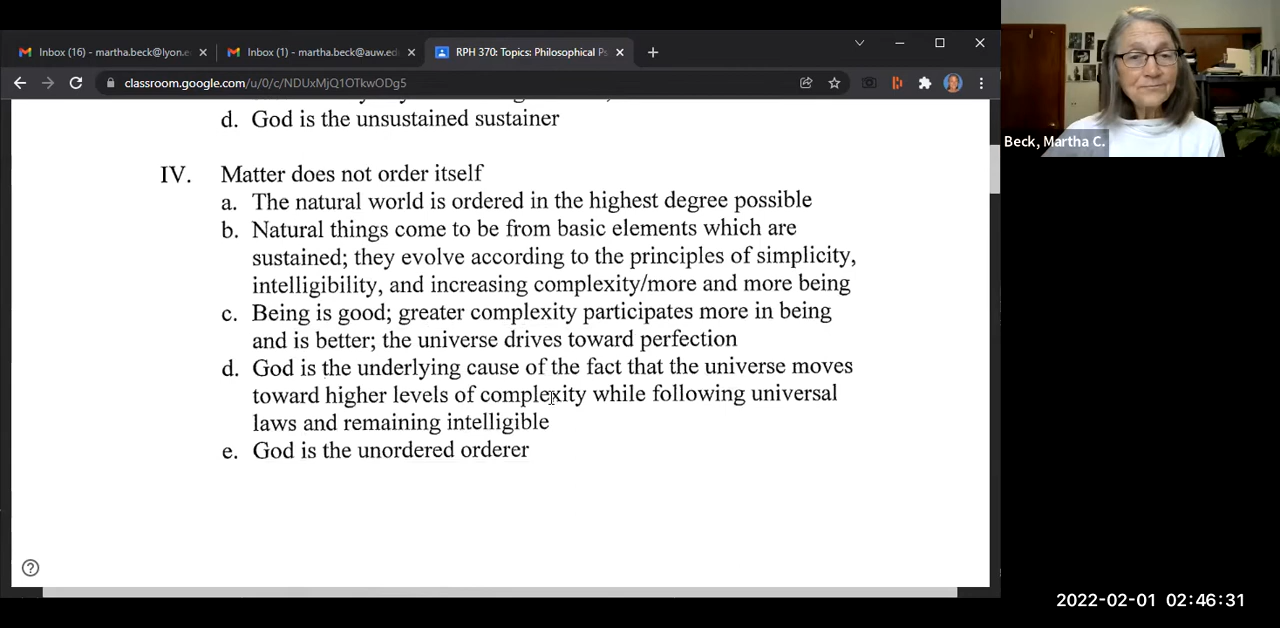 Inbox (16) - martha.beck@lyon.e
Inbox (1) - martha.beck@auw.ed
RPH 370: Topics: Philosophical Ps
classroom.google.com/u/0/c/NDUxMjQ1OTkwODg5
Beck, Martha C.
d. God is the unsustained sustainer
IV. Matter does not order itself
a. The natural world is ordered in the highest degree possible
b. Natural things come to be from basic elements which are
sustained; they evolve according to the principles of simplicity,
intelligibility, and increasing complexity/more and more being
c. Being is good; greater complexity participates more in being
and is better; the universe drives toward perfection
d. God is the underlying cause of the fact that the universe moves
toward higher levels of complexity while following universal
laws and remaining intelligible
e. God is the unordered orderer
2022-02-01 02:46:31